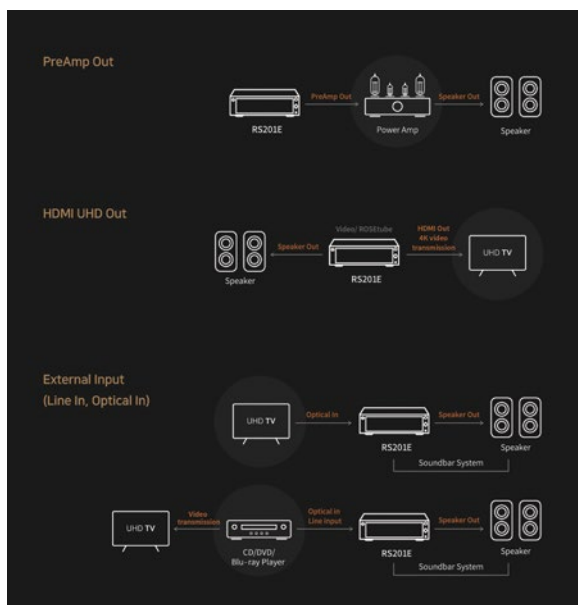 PreAmp Out
PreAmp Out
Speaker Out
RS201E
Power Amp
Speaker
HDMI UHD Out
Video/ ROSEtube
HDMI Out
4K video
transmission
Speaker Out
UHD TV
Speaker
RS201E
External Input
(Line In, Optical In)
UHD TV
Optical In
Speaker Out
RS201E
Speaker
Soundbar System
UHD TV
Video
transmission
Optical in
Line input
Speaker Out
CD/DVD/
Blu-ray Player
RS201E
Speaker
Soundbar System